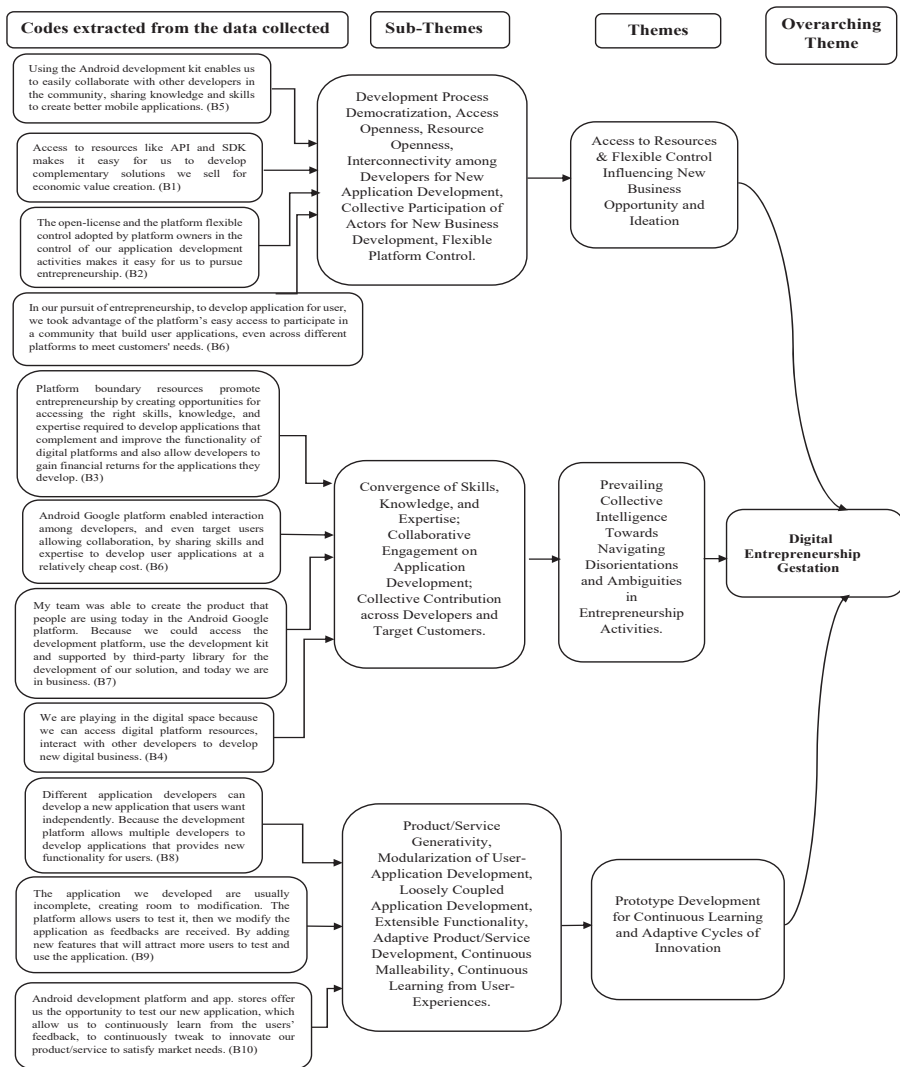 Codes extracted from the data collected
Sub-Themes
Themes
Overarching
Theme
Using the Android development kit enables us
to easily collaborate with other developers in
the community, sharing knowledge and skills
to create better mobile applications. (B5)
Access to resources like API and SDK
makes it easy for us to develop
complementary solutions we sell for
economic value creation. (B1)
The open-license and the platform flexible
control adopted by platform owners in the
control of our application development
activities makes it easy for us to pursue
entrepreneurship. (B2)
In our pursuit of entrepreneurship, to develop application for user,
we took advantage of the platform's easy access to participate in
a community that build user applications, even across different
platforms to meet customers' needs. (B6)
Development Process
Democratization, Access
Openness, Resource
Openness,
Interconnectivity among
Developers for New
Application Development,
Collective Participation of
Actors for New Business
Development, Flexible
Platform Control.
Access to Resources
& Flexible Control
Influencing New
Business
Opportunity and
Ideation
Platform boundary resources promote
entrepreneurship by creating opportunities for
accessing the right skills, knowledge, and
expertise required to develop applications that
complement and improve the functionality of
digital platforms and also allow developers to
gain financial returns for the applications they
develop. (B3)
Android Google platform enabled interaction
among developers, and even target users
allowing collaboration, by sharing skills and
expertise to develop user applications at a
relatively cheap cost. (B6)
My team was able to create the product that
people are using today in the Android Google
platform. Because we could access the
development platform, use the development kit
and supported by third-party library for the
development of our solution, and today we are
in business. (B7)
We are playing in the digital space because
we can access digital platform resources,
interact with other developers to develop
new digital business. (B4)
Convergence of Skills,
Knowledge, and
Expertise;
Collaborative
Engagement on
Application
Development;
Collective Contribution
across Developers and
Target Customers.
Prevailing
Collective
Intelligence
Towards
Navigating
Disorientations
and Ambiguities
in
Entrepreneurship
Activities.
Digital
Entrepreneurship
Gestation
Different application developers can
develop a new application that users want
independently. Because the development
platform allows multiple developers to
develop applications that provides new
functionality for users. (B8)
The application we developed are usually
incomplete, creating room to modification. The
platform allows users to test it, then we modify the
application as feedbacks are received. By adding
new features that will attract more users to test and
use the application. (B9)
Android development platform and app. stores offer
us the opportunity to test our new application, which
allow us to continuously learn from the users'
feedback, to continuously tweak to innovate our
product/service to satisfy market needs. (B10)
Product/Service
Generativity,
Modularization of User-
Application Development,
Loosely Coupled
Application Development,
Extensible Functionality,
Adaptive Product/Service
Development, Continuous
Malleability, Continuous
Learning from User-
Experiences.
Prototype Development
for Continuous Learning
and Adaptive Cycles of
Innovation